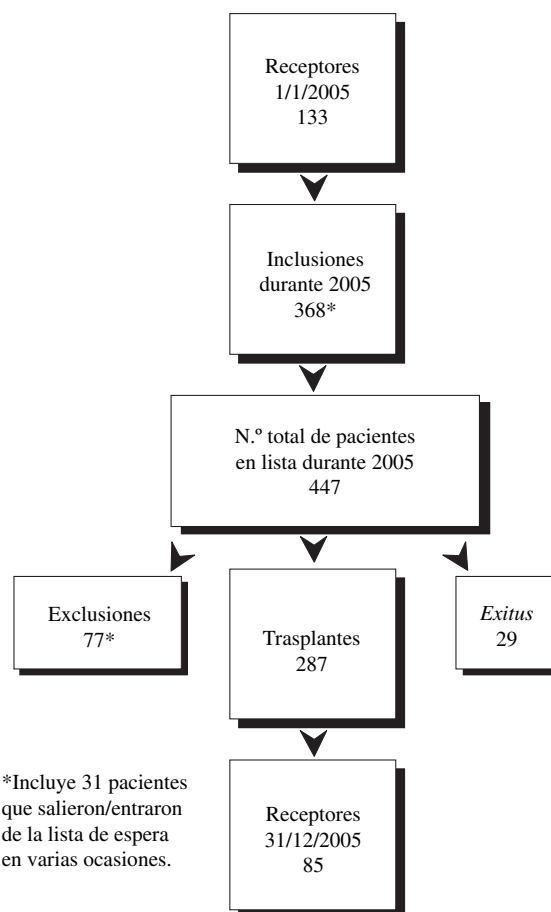 Receptores
1/1/2005
133
Inclusiones
durante 2005
368*
N.º total de pacientes
en lista durante 2005
447
Exclusiones
77*
Trasplantes
287
Exitus
29
*Incluye 31 pacientes
que salieron/entraron
de la lista de espera
en varias ocasiones.
Receptores
31/12/2005
85